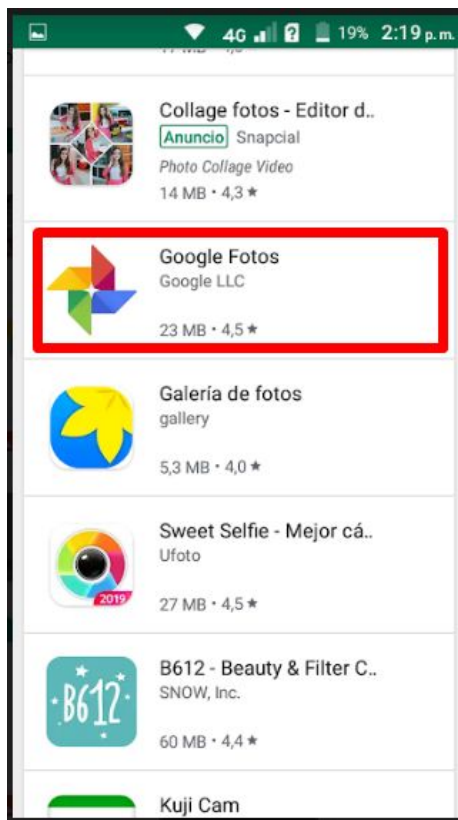 4G 19% 2:19 p. m.
Collage fotos - Editor d..
Anuncio Snapcial
Photo Collage Video
14 MB · 4,3 ★
Google Fotos
Google LLC
23 MB · 4,5 ★
Galería de fotos
gallery
5,3 MB · 4,0 ★
Sweet Selfie - Mejor cá..
Ufoto
2019
27 MB · 4,5 ★
B612 - Beauty & Filter C..
B612
SNOW, Inc.
60 MB · 4,4 ★
Kuji Cam